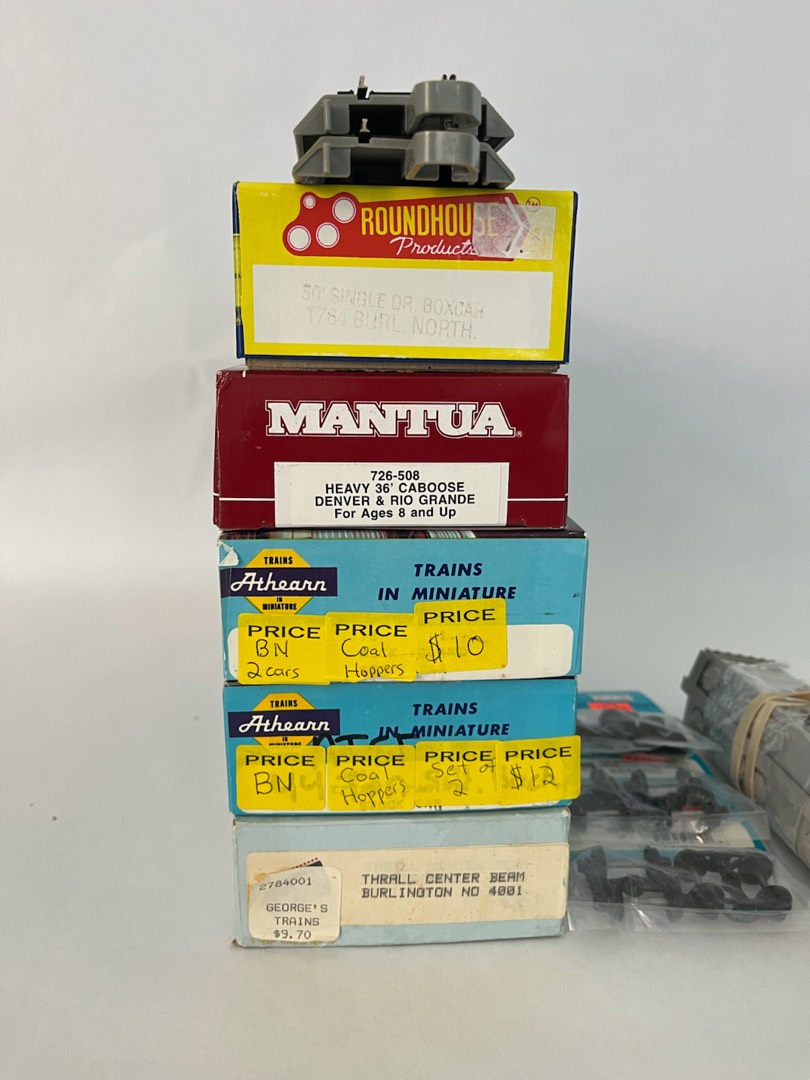 ROUNDHOUSE
TM
Products
50' SINGLE DR. BOXCAR
1764 BURL. NORTH.
MANTUA®
726-508
HEAVY 36' CABOOSE
DENVER & RIO GRANDE
For Ages 8 and Up
TRAINS
Athearn
IN
MINIATURE
TRAINS
IN MINIATURE
PRICE
BN
2 cars
PRICE
Coal
Hoppers
PRICE
$10
TRAINS
Athearn
IN
MINIATURE
TRAINS
IN MINIATURE
PRICE
BN
PRICE
Coal
Hoppers
PRICE
Set of
2
PRICE
$12
2784001
GEORGE'S
TRAINS
$9.70
THRALL CENTER BEAM
BURLINGTON NO 4001